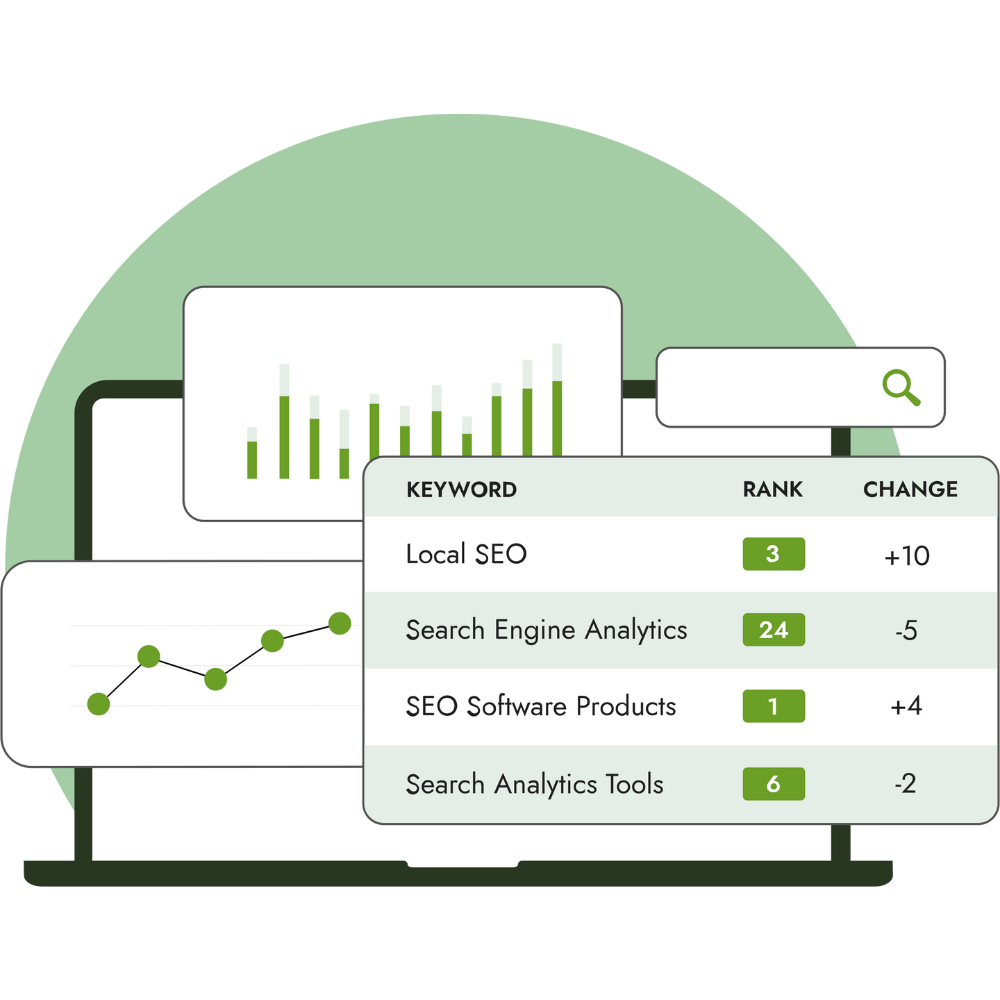 KEYWORD RANK CHANGE
Local SEO 3 +10
Search Engine Analytics 24 -5
SEO Software Products 1 +4
Search Analytics Tools 6 -2